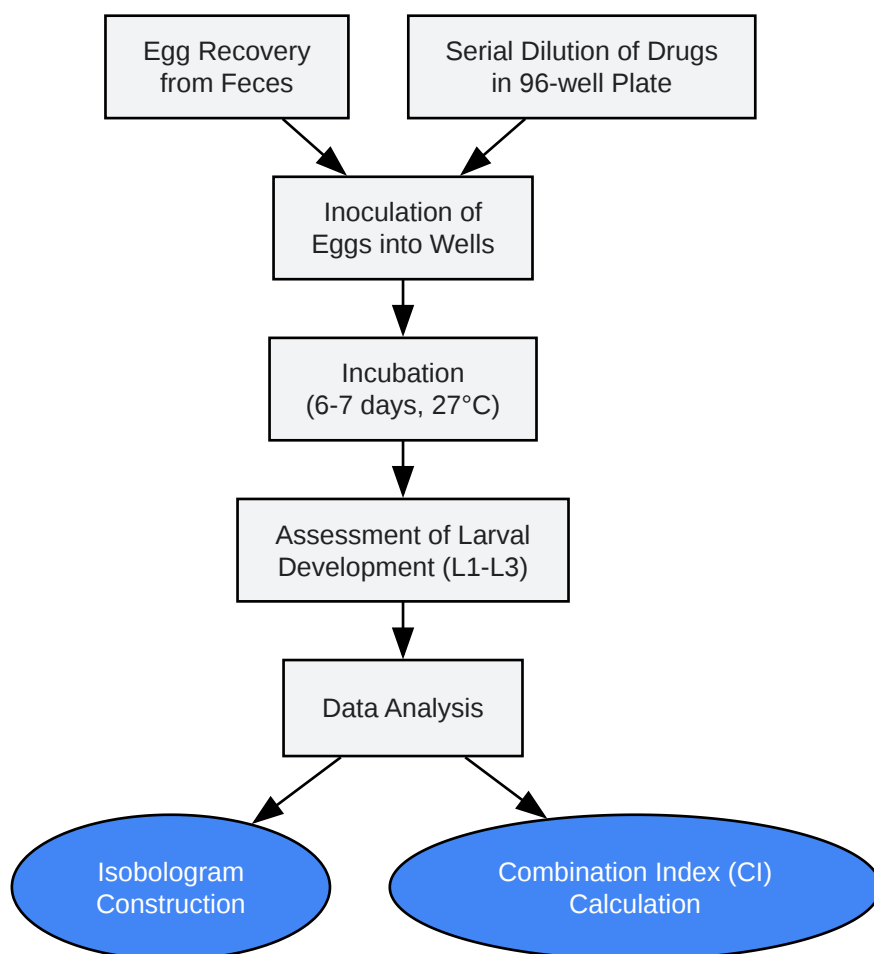 Egg Recovery
from Feces
Serial Dilution of Drugs
in 96-well Plate
Inoculation of
Eggs into Wells
Incubation
(6-7 days, 27°C)
Assessment of Larval
Development (L1-L3)
Data Analysis
Isobologram
Construction
Combination Index (CI)
Calculation